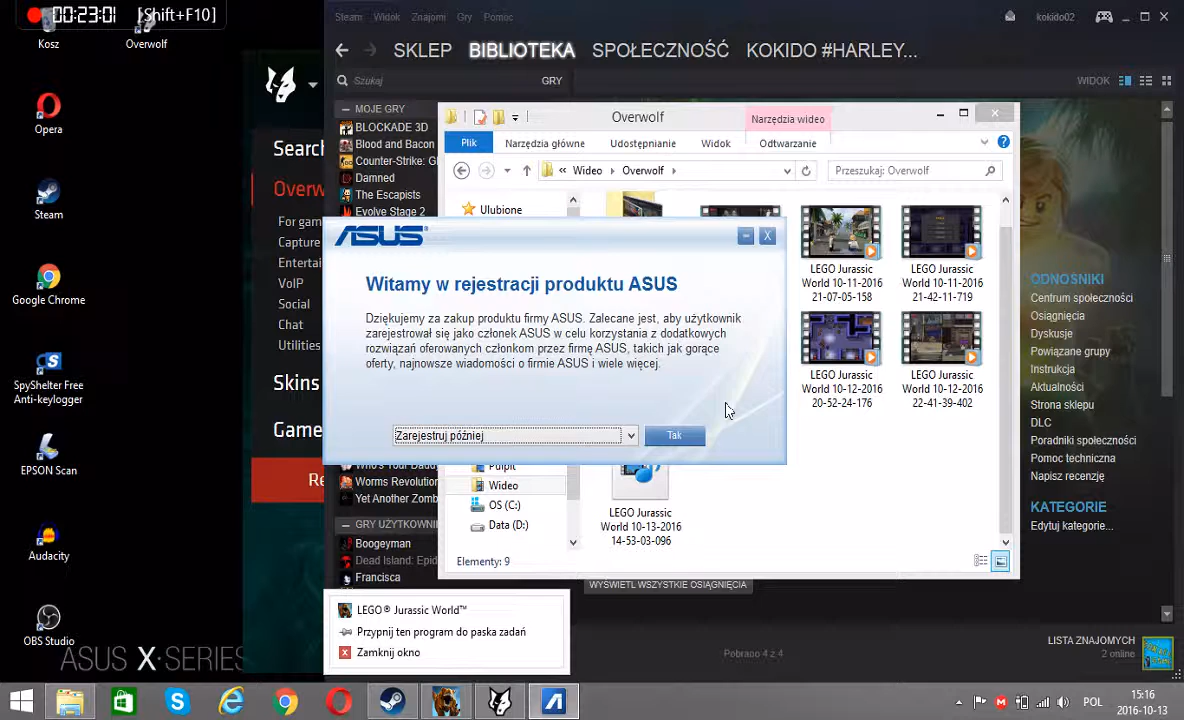 00:23:01 [Shift+F10]
Kosz
Overwolf
Opera
Steam
Google Chrome
SpyShelter Free
Anti-keylogger
EPSON Scan
Audacity
OBS Studio
ASUS X-SERIES
Search
Overw
For gam
Capture
Enterta
VoIP
Social
Chat
Utilities
Skins
Game
Re
Steam Widok Znajomi Gry Pomoc
kokido02
SKLEP BIBLIOTEKA SPOŁECZNOŚĆ KOKIDO #HARLEY...
Szukaj
GRY
WIDOK
MOJE GRY
BLOCKADE 3D
Blood and Bacon
Counter-Strike: Gl
Damned
The Escapists
Evolve Stage 2
Who's Your Daddy
Worms Revolution
Yet Another Zomb
GRY UŻYTKOWNI
Boogeyman
Dead Island: Epid
Francisca
Overwolf
Narzędzia wideo
Plik Narzędzia główne Udostępnianie Widok Odtwarzanie
« Wideo Overwolf
Przeszukaj: Overwolf
Ulubione
LEGO Jurassic
World 10-11-2016
21-07-05-158
LEGO Jurassic
World 10-11-2016
21-42-11-719
LEGO Jurassic
World 10-12-2016
20-52-24-176
LEGO Jurassic
World 10-12-2016
22-41-39-402
Pulpit
Wideo
OS (C:)
Data (D:)
LEGO Jurassic
World 10-13-2016
14-53-03-096
Elementy: 9
WYŚWIETL WSZYSTKIE OSIĄGNIĘCIA
ASUS
Witamy w rejestracji produktu ASUS
Dziękujemy za zakup produktu firmy ASUS. Zalecane jest, aby użytkownik
zarejestrował się jako członek ASUS w celu korzystania z dodatkowych
rozwiązań oferowanych członkom przez firmę ASUS, takich jak gorące
oferty, najnowsze wiadomości o firmie ASUS i wiele więcej.
Zarejestruj później
Tak
ODNOŚNIKI
Centrum społeczności
Osiągnięcia
Dyskusje
Powiązane grupy
Instrukcja
Aktualności
Strona sklepu
DLC
Poradniki społeczności
Pomoc techniczna
Napisz recenzję
KATEGORIE
Edytuj kategorie...
LEGO® Jurassic World™
Przypnij ten program do paska zadań
Zamknij okno
Pobrano 4 z 4
LISTA ZNAJOMYCH
2 online
POL
15:16
2016-10-13